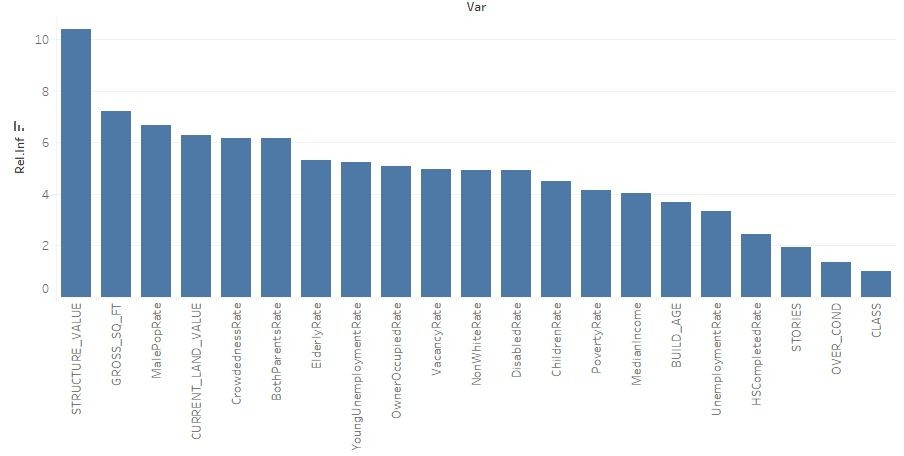 Var
Rel.Inf
10
8
6
4
2
0
STRUCTURE_VALUE
GROSS_SQ_FT
MalePopRate
CURRENT_LAND_VALUE
CrowdednessRate
BothParentsRate
ElderlyRate
YoungUnemploymentRate
OwnerOccupiedRate
VacancyRate
NonWhiteRate
DisabledRate
ChildrenRate
PovertyRate
MedianIncome
BUILD_AGE
UnemploymentRate
HSCompletedRate
STORIES
OVER_COND
CLASS